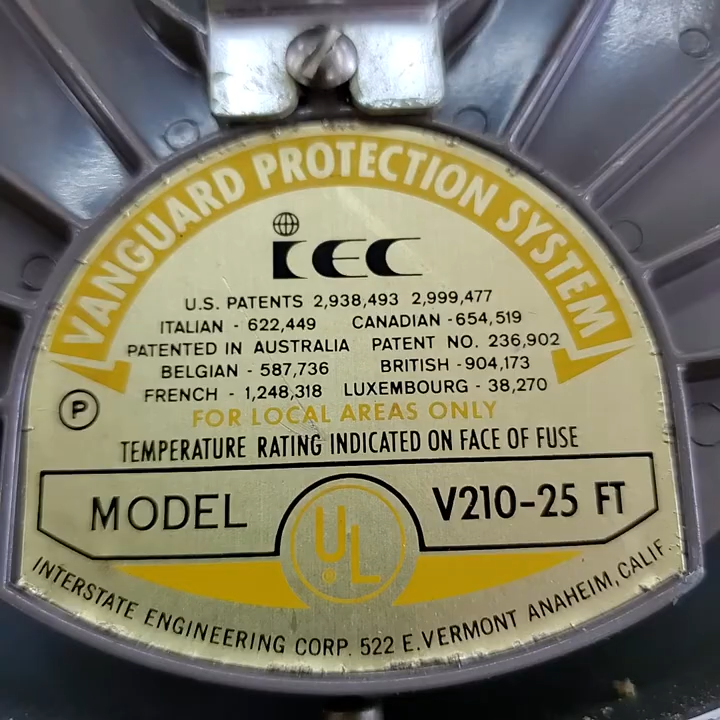 VANGUARD PROTECTION SYSTEM
IEC
U.S. PATENTS 2,938,493 2,999,477
ITALIAN - 622,449 CANADIAN - 654,519
PATENTED IN AUSTRALIA PATENT NO. 236,902
BELGIAN - 587,736 BRITISH - 904,173
FRENCH - 1,248,318 LUXEMBOURG - 38,270
P
FOR LOCAL AREAS ONLY
TEMPERATURE RATING INDICATED ON FACE OF FUSE
MODEL UL V210-25 FT
INTERSTATE ENGINEERING CORP. 522 E. VERMONT ANAHEIM, CALIF.